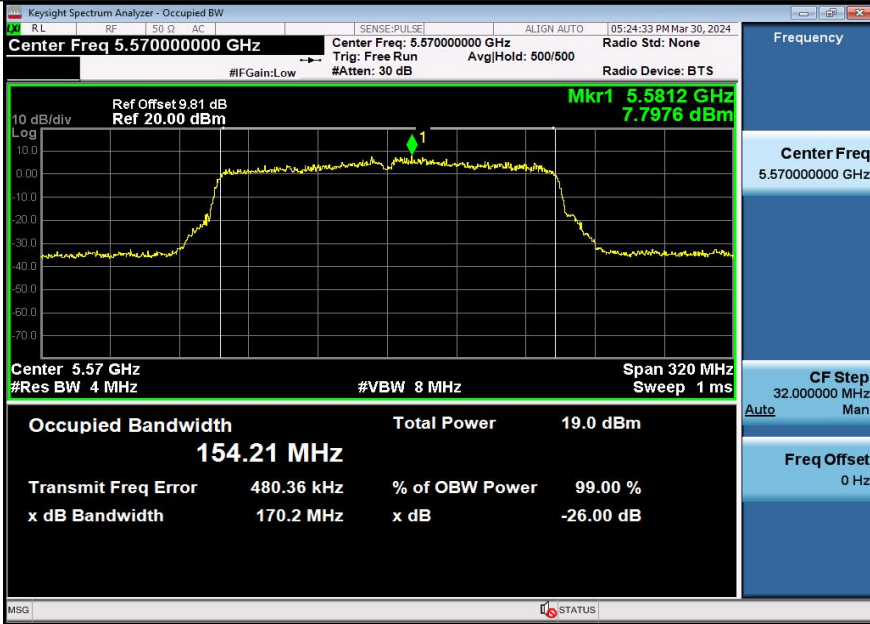 Keysight Spectrum Analyzer - Occupied BW
LXI RL RF 50 Ω AC SENSE:PULSE ALIGN AUTO 05:24:33 PM Mar 30, 2024
Center Freq 5.570000000 GHz
Center Freq: 5.570000000 GHz
Radio Std: None
Trig: Free Run Avg|Hold: 500/500
#IFGain:Low
#Atten: 30 dB
Radio Device: BTS
Ref Offset 9.81 dB
10 dB/div Ref 20.00 dBm
Mkr1 5.5812 GHz
7.7976 dBm
Log
10.0
0.00
-10.0
-20.0
-30.0
-40.0
-50.0
-60.0
-70.0
1
Center 5.57 GHz
Span 320 MHz
#Res BW 4 MHz
#VBW 8 MHz
Sweep 1 ms
Occupied Bandwidth
154.21 MHz
Total Power 19.0 dBm
Transmit Freq Error 480.36 kHz
% of OBW Power 99.00 %
x dB Bandwidth 170.2 MHz
x dB -26.00 dB
Frequency
Center Freq
5.570000000 GHz
CF Step
32.000000 MHz
Auto Man
Freq Offset
0 Hz
MSG
STATUS